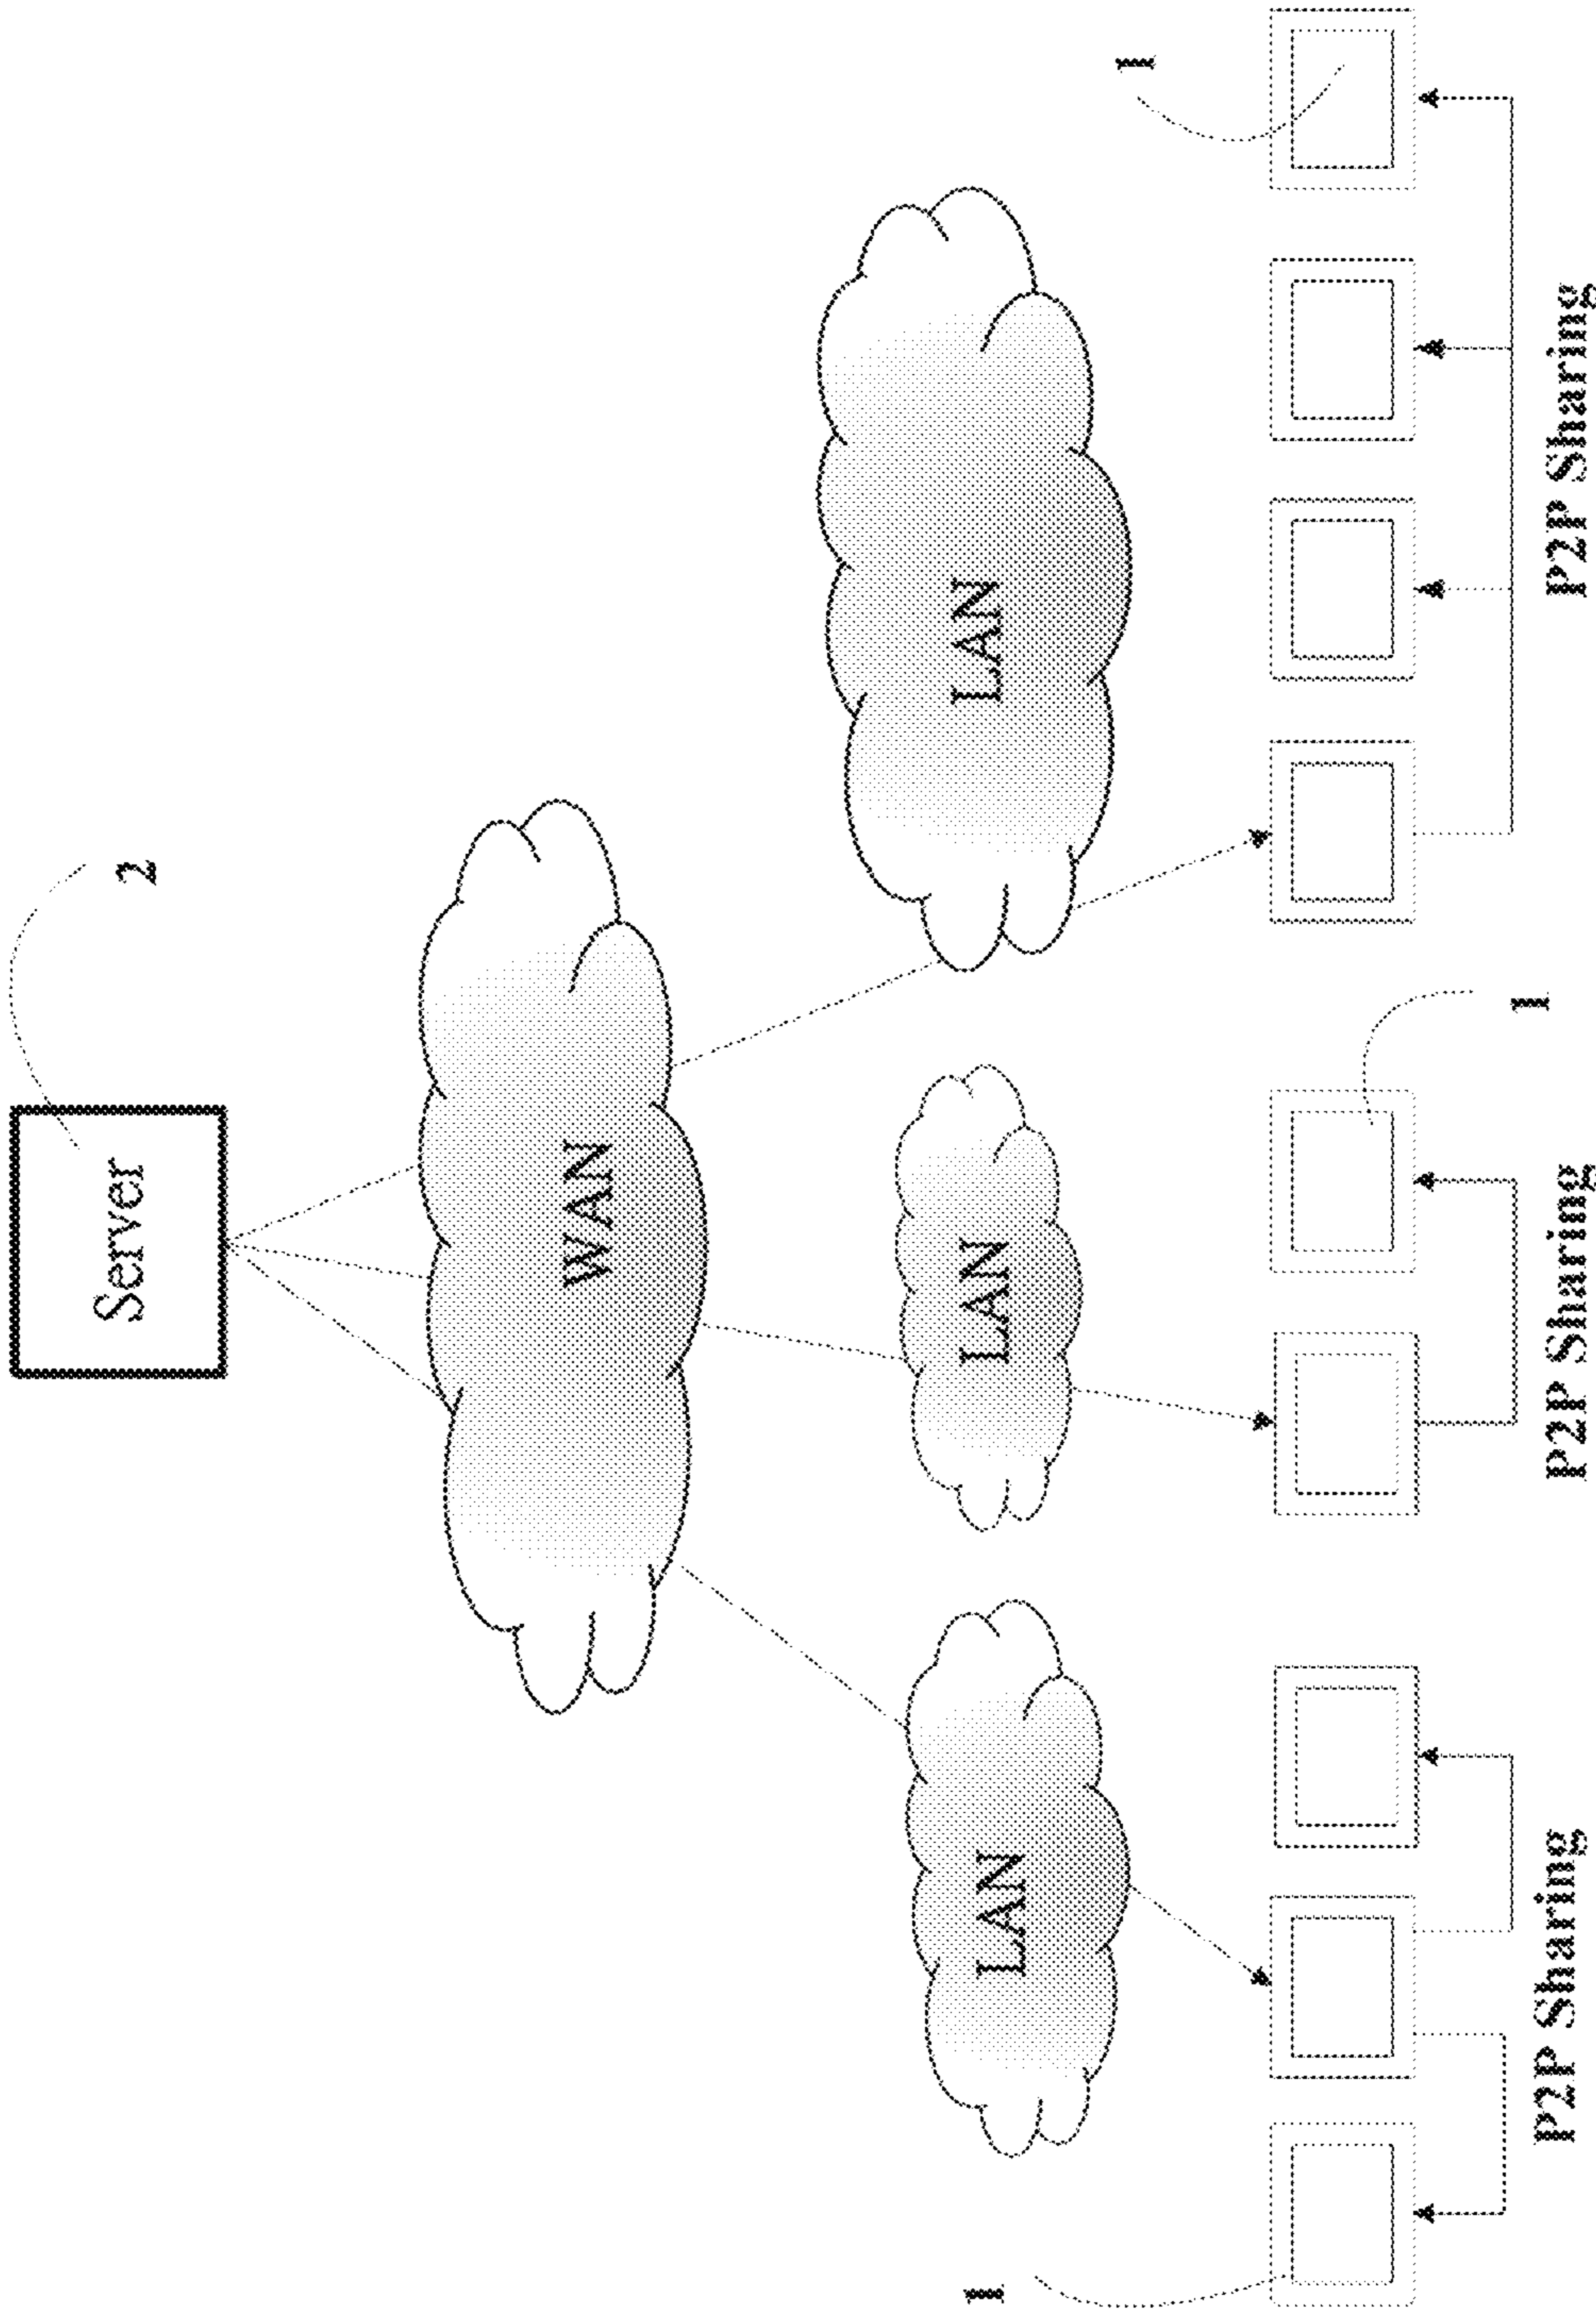 2
Server
WAN
LAN
LAN
LAN
1
1
1
P2P Sharing
P2P Sharing
P2P Sharing